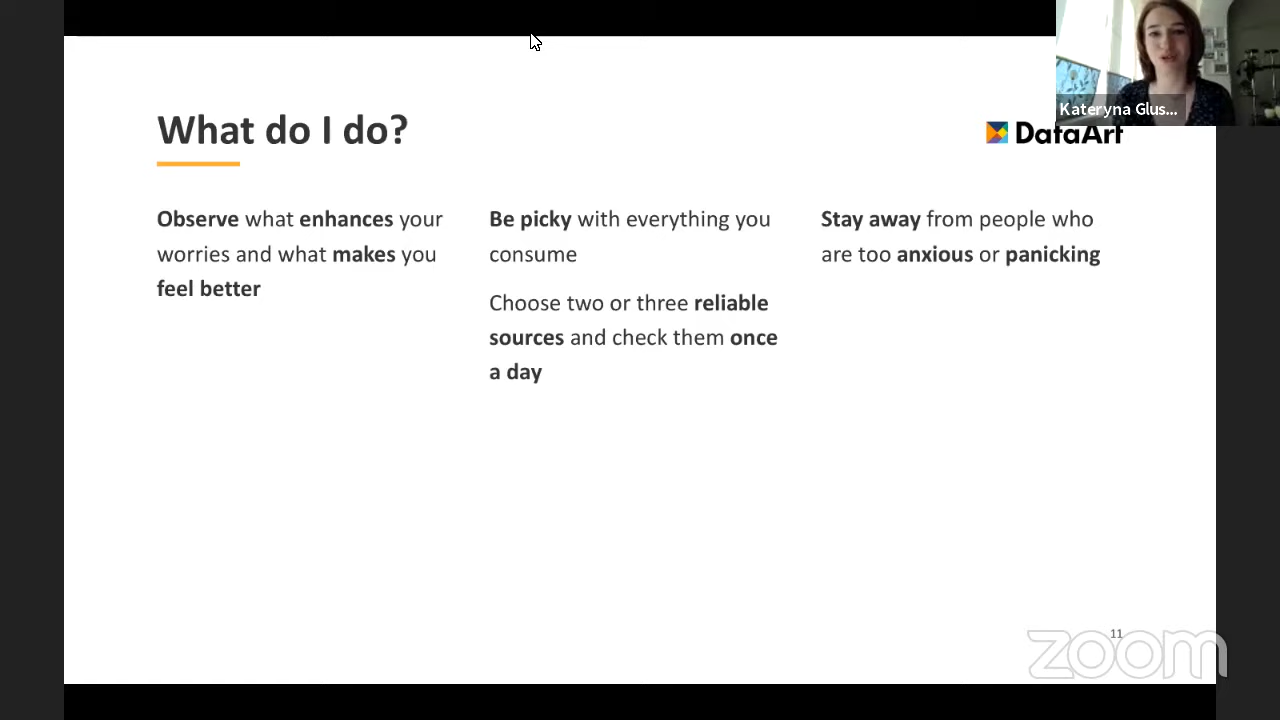 Kateryna Glus...
What do I do?
DataArt
Observe what enhances your
worries and what makes you
feel better
Be picky with everything you
consume
Choose two or three reliable
sources and check them once
a day
Stay away from people who
are too anxious or panicking
11
zoom